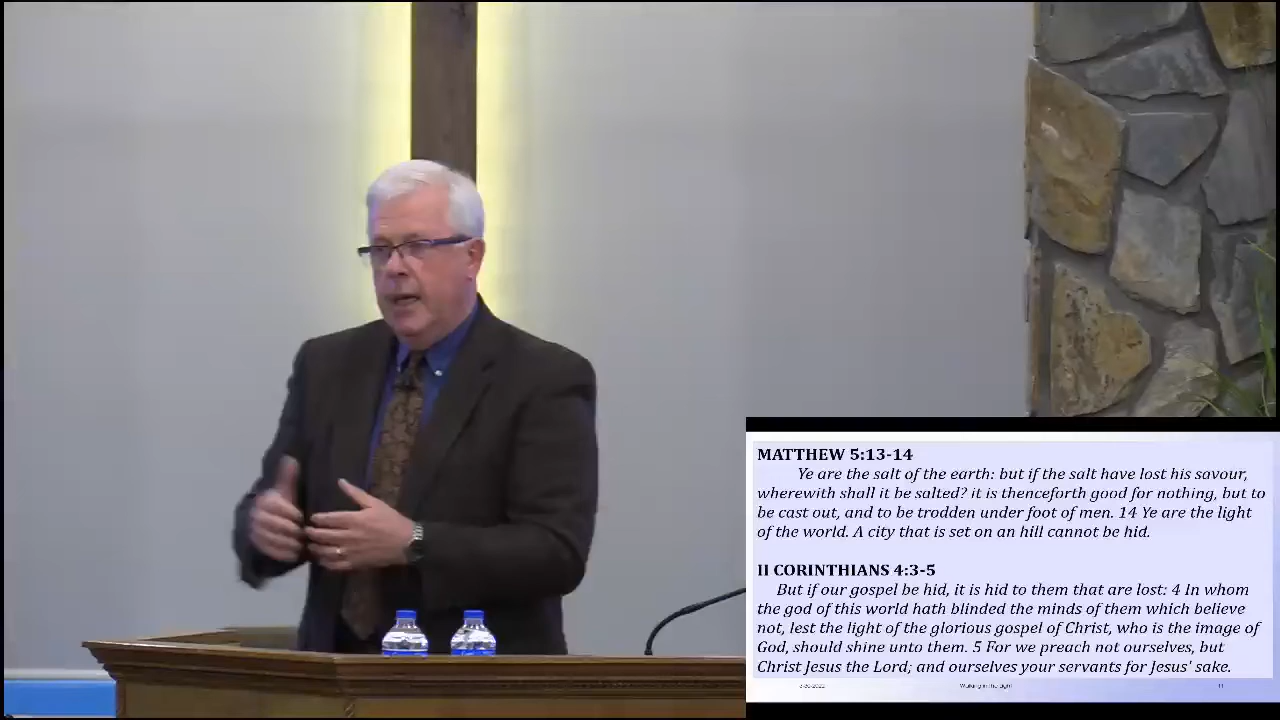 MATTHEW 5:13-14
Ye are the salt of the earth: but if the salt have lost his savour,
wherewith shall it be salted? it is thenceforth good for nothing, but to
be cast out, and to be trodden under foot of men. 14 Ye are the light
of the world. A city that is set on an hill cannot be hid.
II CORINTHIANS 4:3-5
But if our gospel be hid, it is hid to them that are lost: 4 In whom
the god of this world hath blinded the minds of them which believe
not, lest the light of the glorious gospel of Christ, who is the image of
God, should shine unto them. 5 For we preach not ourselves, but
Christ Jesus the Lord; and ourselves your servants for Jesus' sake.
Walking in The Light
11